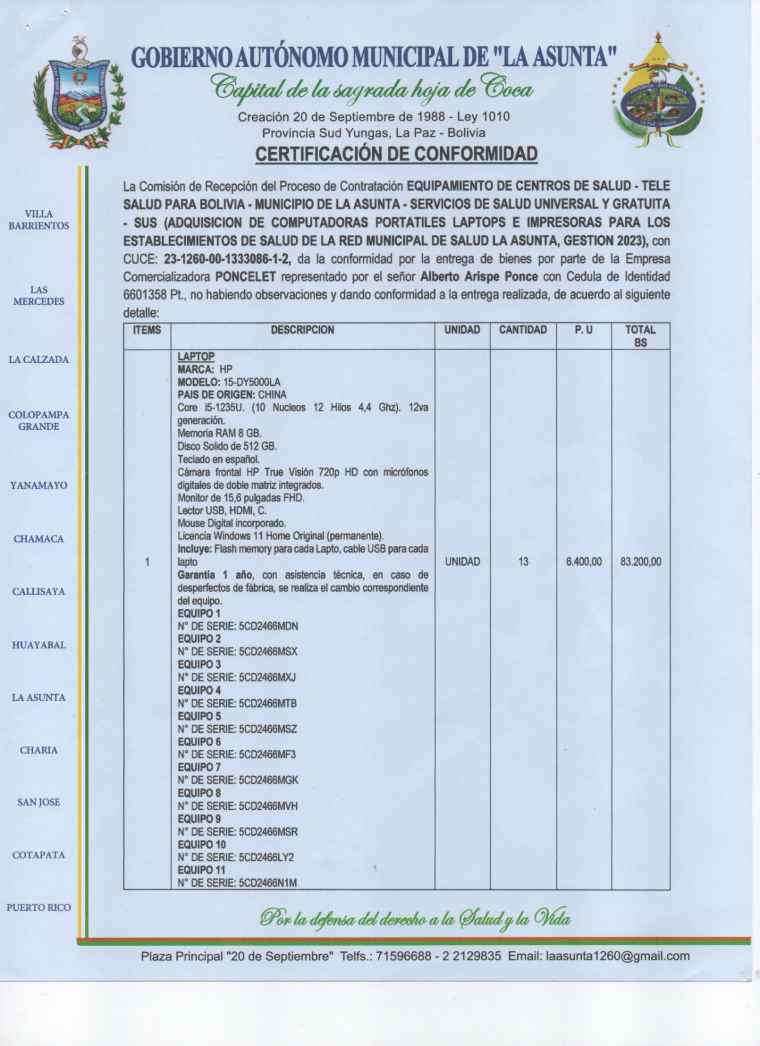 GOBIERNO AUTÓNOMO MUNICIPAL DE "LA ASUNTA"
Capital de la sagrada hoja de Coca
Creación 20 de Septiembre de 1988 - Ley 1010
Provincia Sud Yungas, La Paz - Bolivia
CERTIFICACIÓN DE CONFORMIDAD
La Comisión de Recepción del Proceso de Contratación EQUIPAMIENTO DE CENTROS DE SALUD - TELE
SALUD PARA BOLIVIA - MUNICIPIO DE LA ASUNTA - SERVICIOS DE SALUD UNIVERSAL Y GRATUITA
- SUS (ADQUISICION DE COMPUTADORAS PORTATILES LAPTOPS E IMPRESORAS PARA LOS
ESTABLECIMIENTOS DE SALUD DE LA RED MUNICIPAL DE SALUD LA ASUNTA, GESTION 2023), con
CUCE: 23-1260-00-1333086-1-2, da la conformidad por la entrega de bienes por parte de la Empresa
Comercializadora PONCELET representado por el señor Alberto Arispe Ponce con Cedula de Identidad
6601358 Pt., no habiendo observaciones y dando conformidad a la entrega realizada, de acuerdo al siguiente
detalle:
ITEMS DESCRIPCION UNIDAD CANTIDAD P. U TOTAL
BS
LAPTOP
MARCA: HP
MODELO: 15-DY5000LA
PAIS DE ORIGEN: CHINA
Core i5-1235U. (10 Nucleos 12 Hilos 4,4 Ghz). 12va
generación.
Memoria RAM 8 GB.
Disco Solido de 512 GB.
Teclado en español.
Cámara frontal HP True Visión 720p HD con micrófonos
digitales de doble matriz integrados.
Monitor de 15,6 pulgadas FHD.
Lector USB, HDMI, C.
Mouse Digital incorporado.
Licencia Windows 11 Home Original (permanente).
Incluye: Flash memory para cada Lapto, cable USB para cada
1 lapto UNIDAD 13 6.400,00 83.200,00
Garantía 1 año, con asistencia técnica, en caso de
desperfectos de fábrica, se realiza el cambio correspondiente
del equipo.
EQUIPO 1
N° DE SERIE: 5CD2466MDN
EQUIPO 2
N° DE SERIE: 5CD2466MSX
EQUIPO 3
N° DE SERIE: 5CD2466MXJ
EQUIPO 4
N° DE SERIE: 5CD2466MTB
EQUIPO 5
N° DE SERIE: 5CD2466MSZ
EQUIPO 6
N° DE SERIE: 5CD2466MF3
EQUIPO 7
N° DE SERIE: 5CD2466MGK
EQUIPO 8
N° DE SERIE: 5CD2466MVH
EQUIPO 9
N° DE SERIE: 5CD2466MSR
EQUIPO 10
N° DE SERIE: 5CD2466LY2
EQUIPO 11
N° DE SERIE: 5CD2466N1M
VILLA
BARRIENTOS
LAS
MERCEDES
LA CALZADA
COLOPAMPA
GRANDE
YANAMAYO
CHAMACA
CALLISAYA
HUAYABAL
LA ASUNTA
CHARIA
SAN JOSE
COTAPATA
PUERTO RICO
Por la defensa del derecho a la Salud y la Vida
Plaza Principal "20 de Septiembre" Telfs.: 71596688 - 2 2129835 Email: laasunta1260@gmail.com